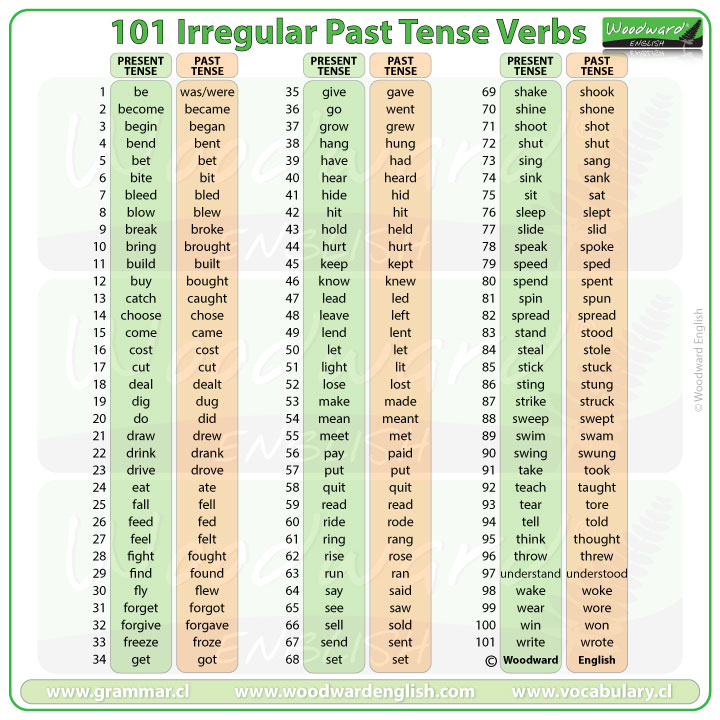 101 Irregular Past Tense Verbs
Woodward®
ENGLISH
PRESENT TENSE PAST TENSE PRESENT TENSE PAST TENSE PRESENT TENSE PAST TENSE
1 be was/were 35 give gave 69 shake shook
2 become became 36 go went 70 shine shone
3 begin began 37 grow grew 71 shoot shot
4 bend bent 38 hang hung 72 shut shut
5 bet bet 39 have had 73 sing sang
6 bite bit 40 hear heard 74 sink sank
7 bleed bled 41 hide hid 75 sit sat
8 blow blew 42 hit hit 76 sleep slept
9 break broke 43 hold held 77 slide slid
10 bring brought 44 hurt hurt 78 speak spoke
11 build built 45 keep kept 79 speed sped
12 buy bought 46 know knew 80 spend spent
13 catch caught 47 lead led 81 spin spun
14 choose chose 48 leave left 82 spread spread
15 come came 49 lend lent 83 stand stood
16 cost cost 50 let let 84 steal stole
17 cut cut 51 light lit 85 stick stuck
18 deal dealt 52 lose lost 86 sting stung
19 dig dug 53 make made 87 strike struck
20 do did 54 mean meant 88 sweep swept
21 draw drew 55 meet met 89 swim swam
22 drink drank 56 pay paid 90 swing swung
23 drive drove 57 put put 91 take took
24 eat ate 58 quit quit 92 teach taught
25 fall fell 59 read read 93 tear tore
26 feed fed 60 ride rode 94 tell told
27 feel felt 61 ring rang 95 think thought
28 fight fought 62 rise rose 96 throw threw
29 find found 63 run ran 97 understand understood
30 fly flew 64 say said 98 wake woke
31 forget forgot 65 see saw 99 wear wore
32 forgive forgave 66 sell sold 100 win won
33 freeze froze 67 send sent 101 write wrote
34 get got 68 set set © Woodward English
© Woodward English
www.grammar.cl www.woodwardenglish.com www.vocabulary.cl